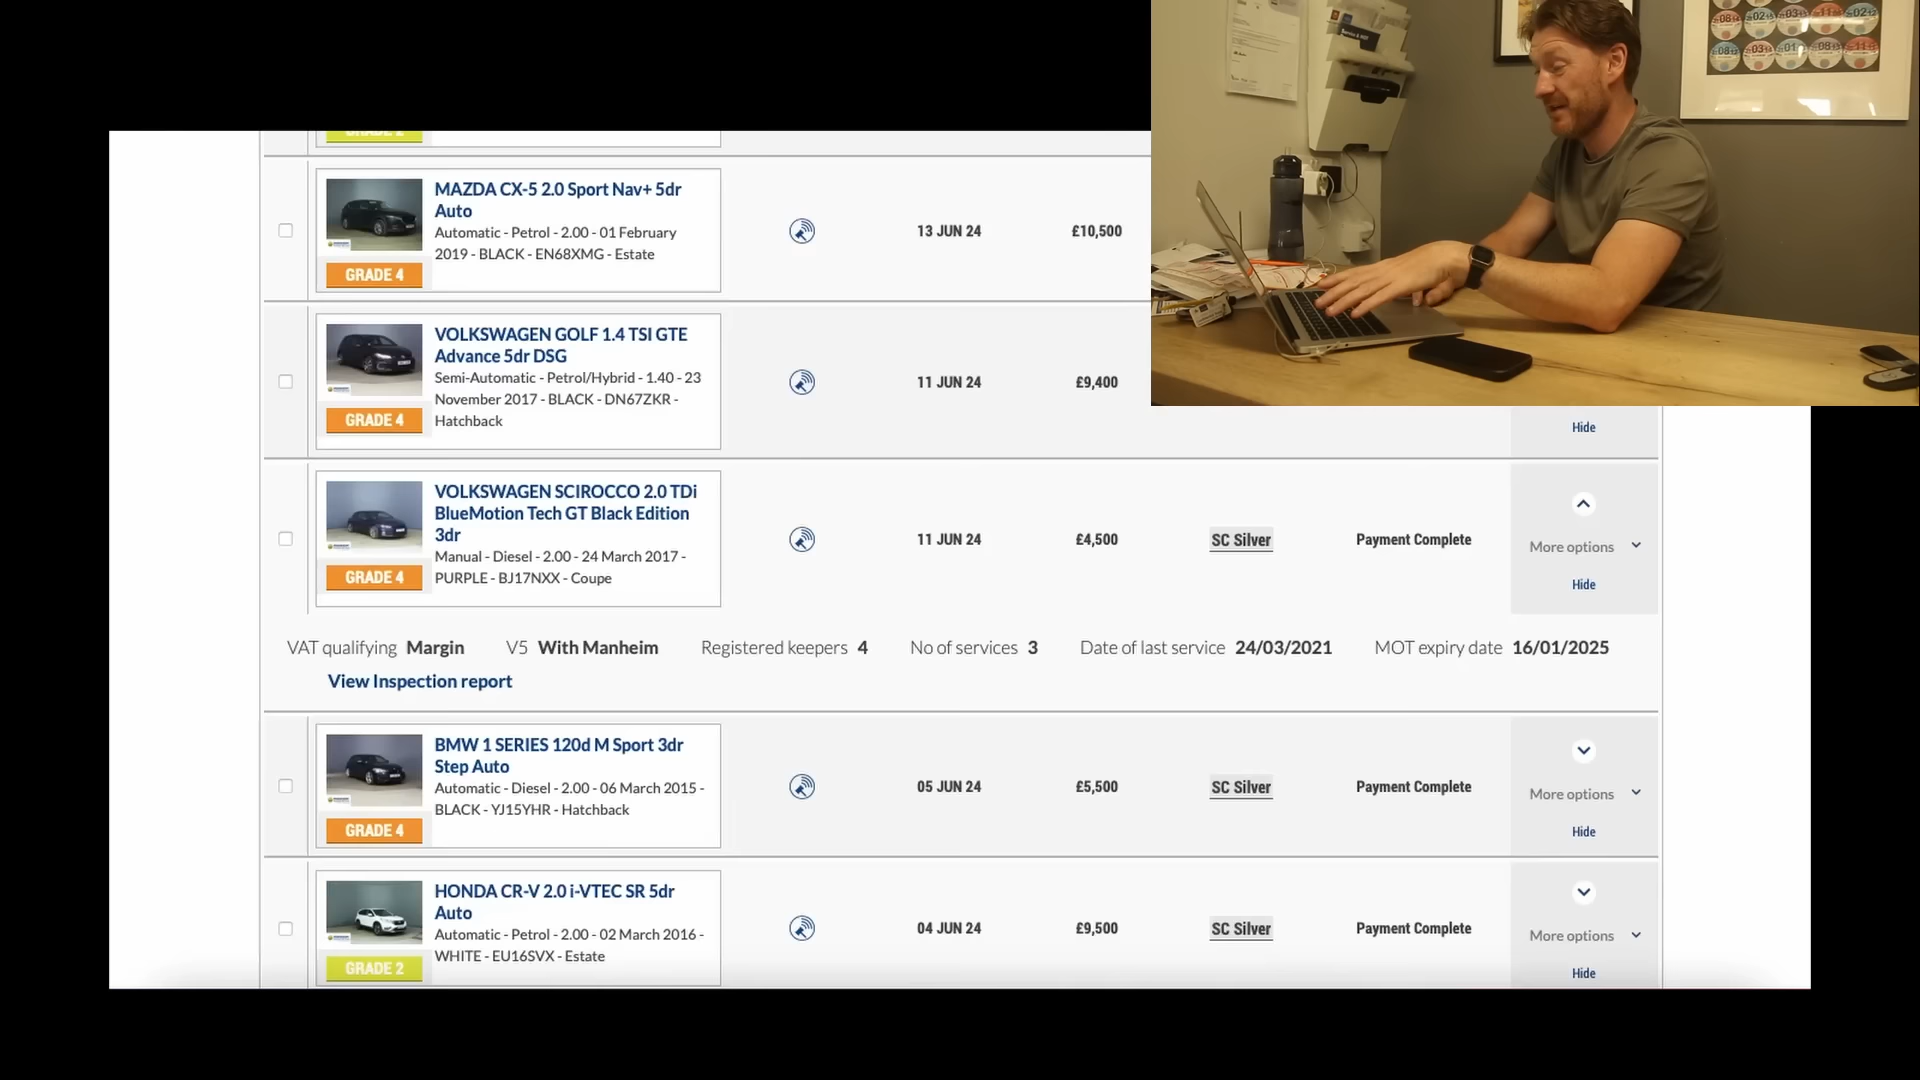 GRADE 2
MAZDA CX-5 2.0 Sport Nav+ 5dr
Auto
Automatic - Petrol - 2.00 - 01 February
2019 - BLACK - EN68XMG - Estate
GRADE 4
13 JUN 24
£10,500
VOLKSWAGEN GOLF 1.4 TSI GTE
Advance 5dr DSG
Semi-Automatic - Petrol/Hybrid - 1.40 - 23
November 2017 - BLACK - DN67ZKR -
Hatchback
GRADE 4
11 JUN 24
£9,400
Hide
VOLKSWAGEN SCIROCCO 2.0 TDi
BlueMotion Tech GT Black Edition
3dr
Manual - Diesel - 2.00 - 24 March 2017 -
PURPLE - BJ17NXX - Coupe
GRADE 4
11 JUN 24
£4,500
SC Silver
Payment Complete
More options
Hide
VAT qualifying Margin V5 With Manheim Registered keepers 4 No of services 3 Date of last service 24/03/2021 MOT expiry date 16/01/2025
View Inspection report
BMW 1 SERIES 120d M Sport 3dr
Step Auto
Automatic - Diesel - 2.00 - 06 March 2015 -
BLACK - YJ15YHR - Hatchback
GRADE 4
05 JUN 24
£5,500
SC Silver
Payment Complete
More options
Hide
HONDA CR-V 2.0 i-VTEC SR 5dr
Auto
Automatic - Petrol - 2.00 - 02 March 2016 -
WHITE - EU16SVX - Estate
GRADE 2
04 JUN 24
£9,500
SC Silver
Payment Complete
More options
Hide